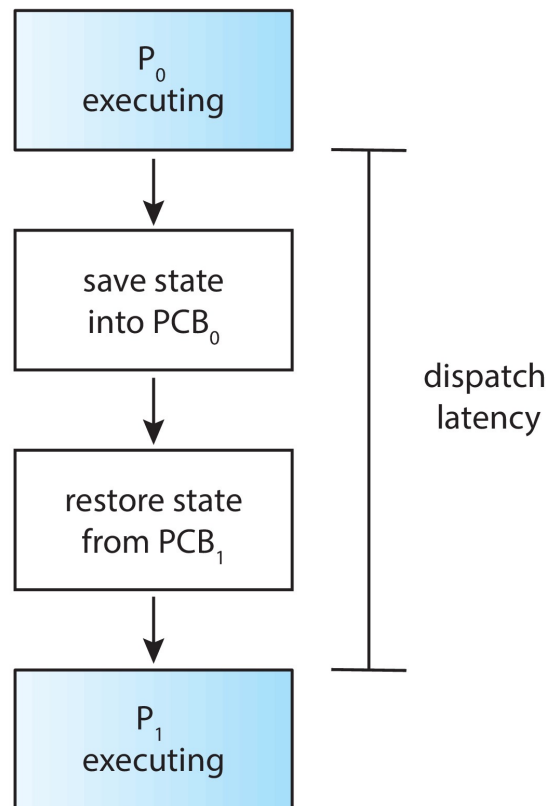 P₀
executing
save state
into PCB₀
dispatch
latency
restore state
from PCB₁
P₁
executing